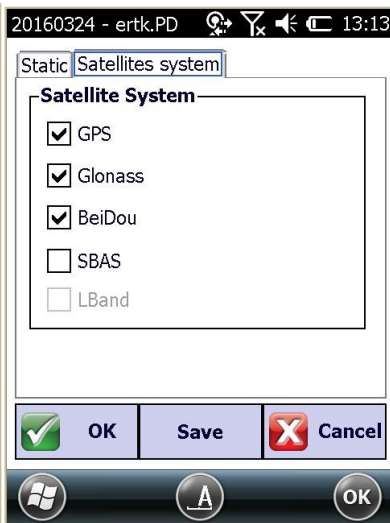 20160324 - ertk.PD 13:13
Static Satellites system
Satellite System
GPS
Glonass
BeiDou
SBAS
LBand
OK Save Cancel
A OK